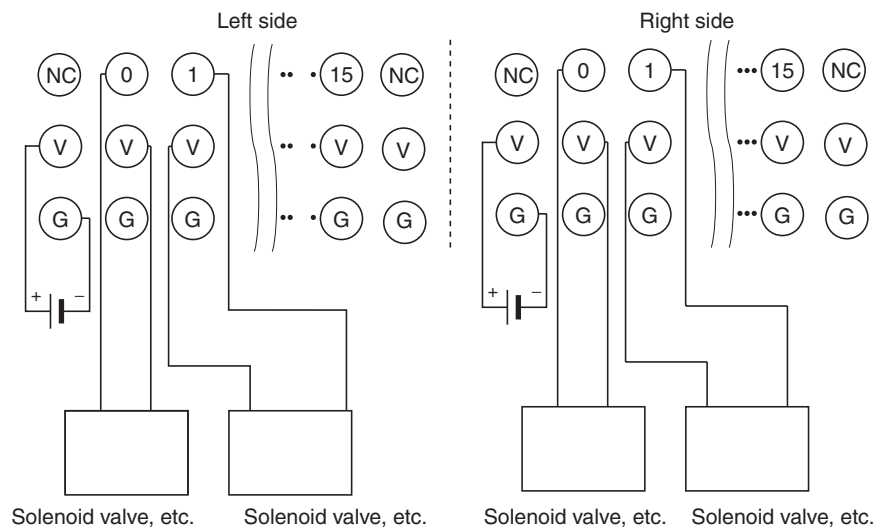 Left side
Right side
NC 0 1 15 NC
NC 0 1 15 NC
V V V V V
V V V V V
G G G G G
G G G G G
+ −
+ −
Solenoid valve, etc.
Solenoid valve, etc.
Solenoid valve, etc.
Solenoid valve, etc.